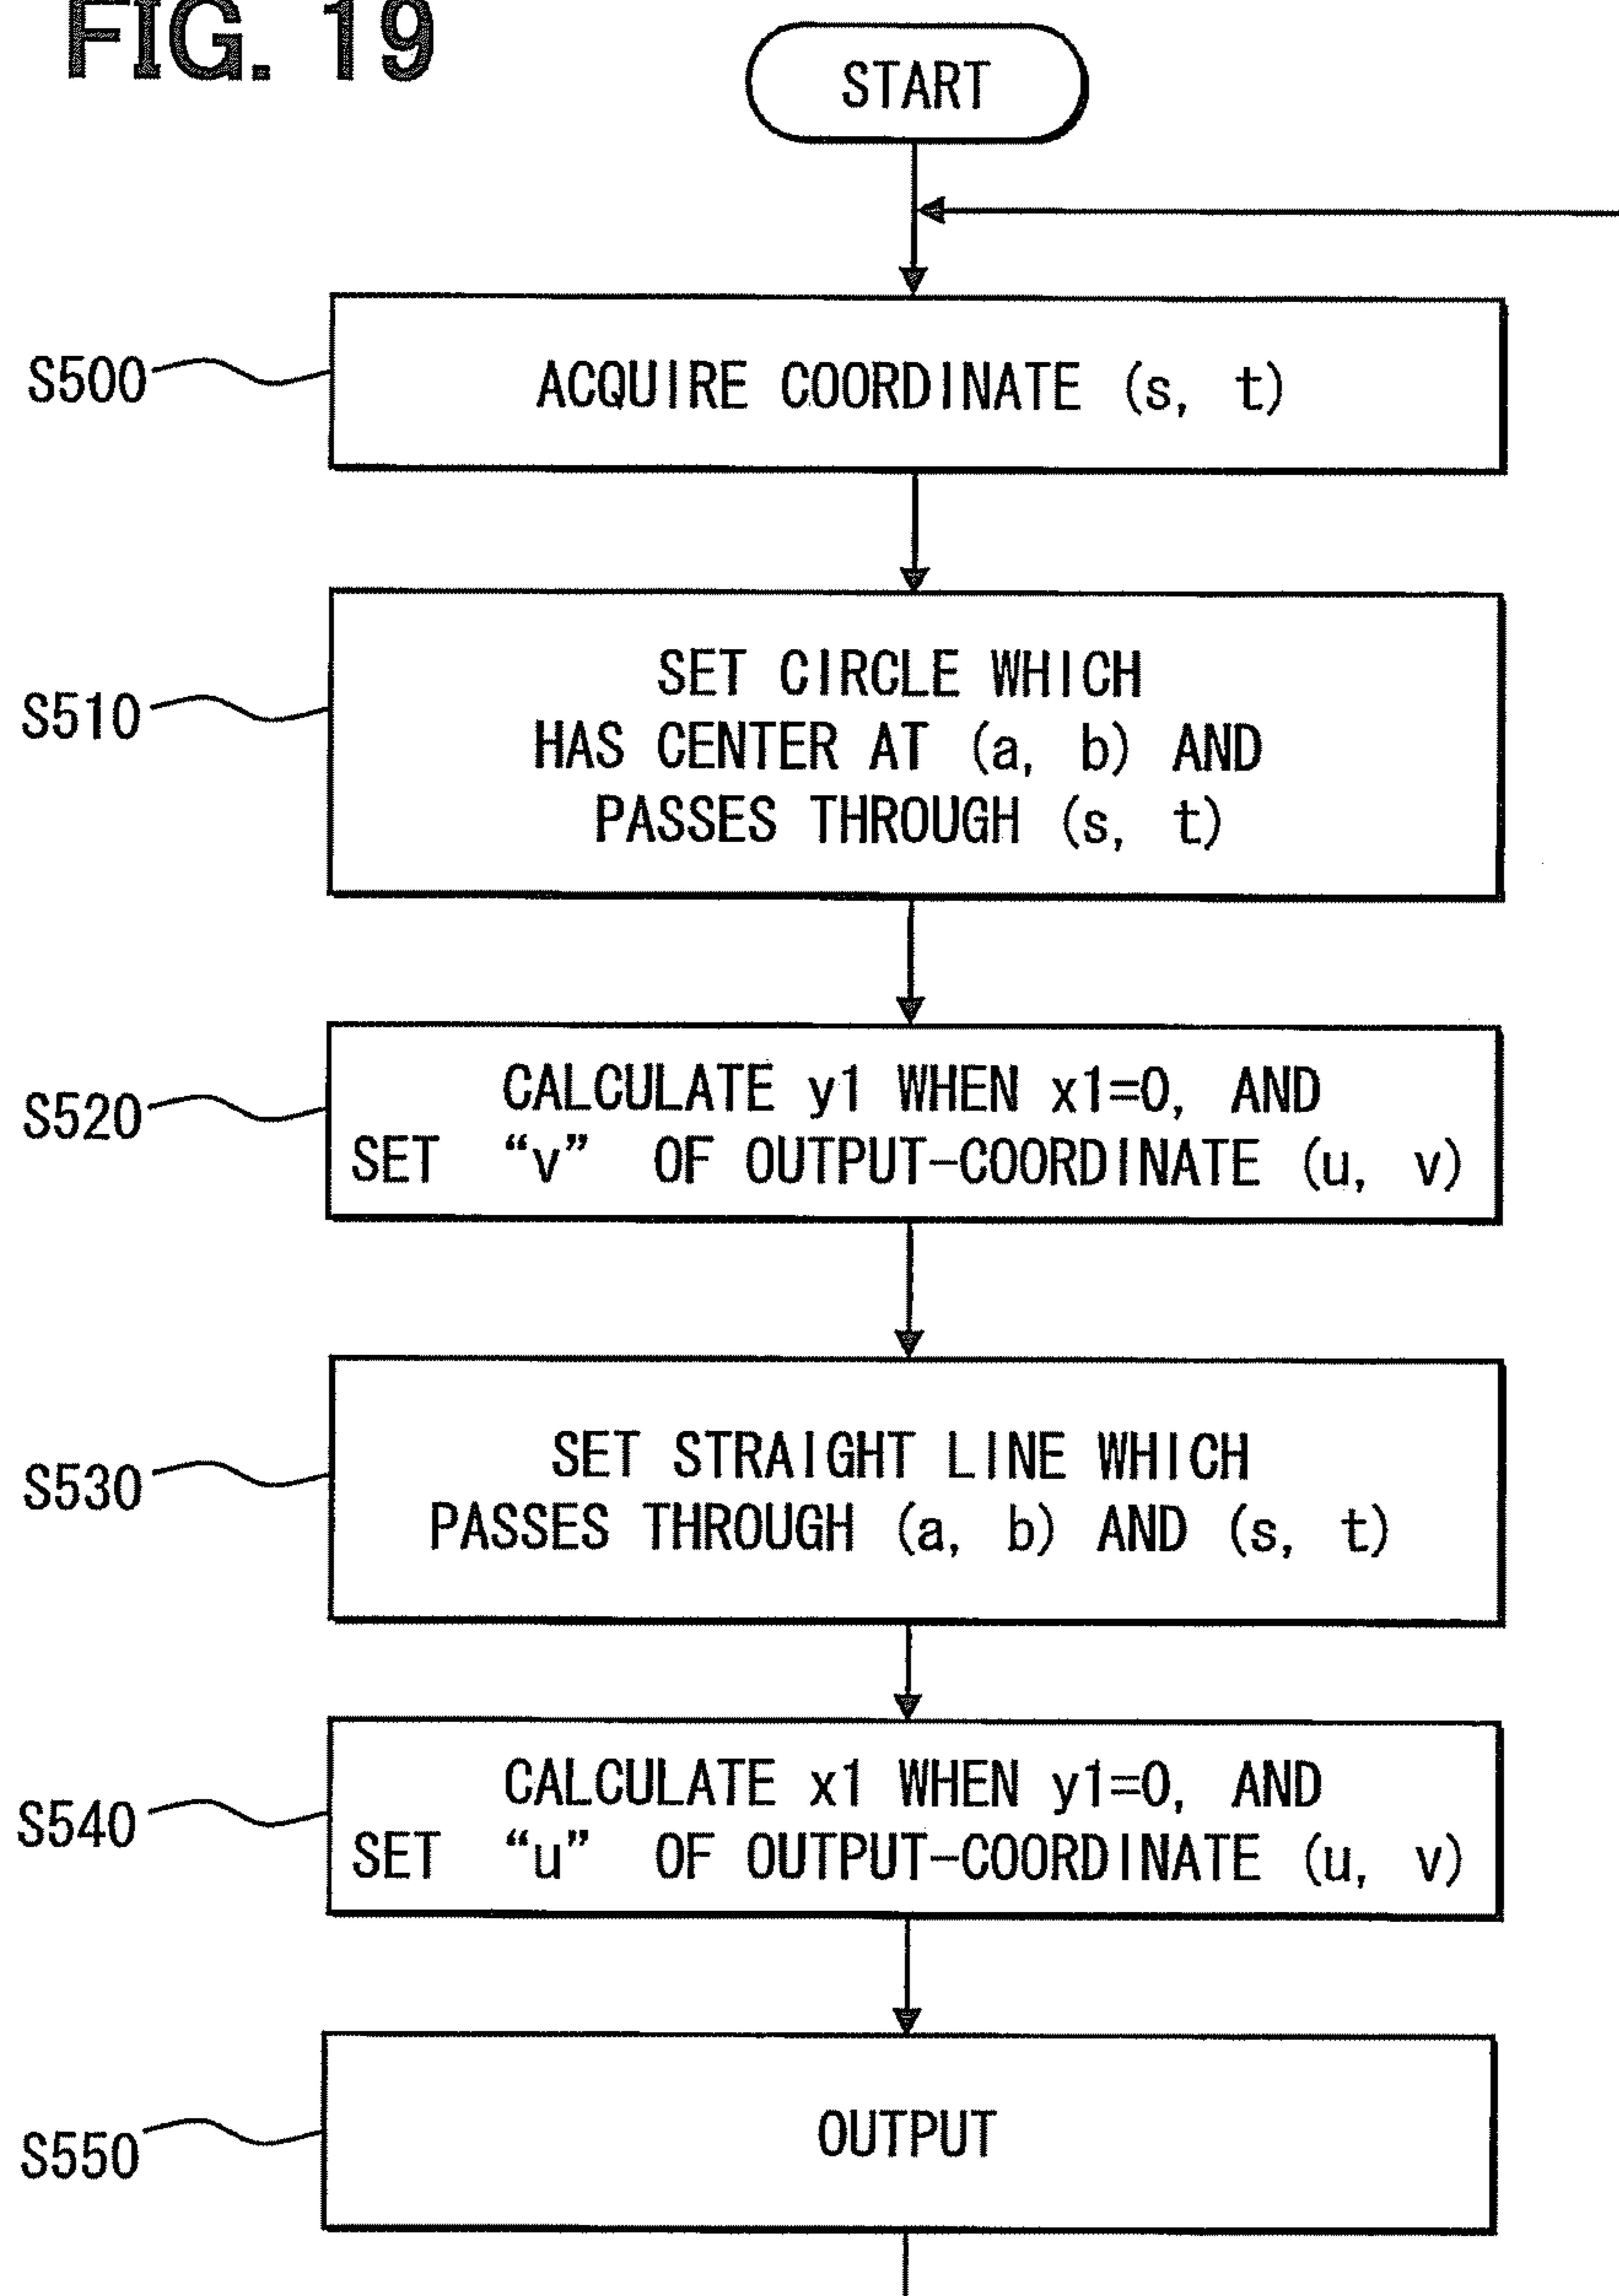 FIG. 19
START
S500
ACQUIRE COORDINATE (s, t)
S510
SET CIRCLE WHICH
HAS CENTER AT (a, b) AND
PASSES THROUGH (s, t)
S520
CALCULATE y1 WHEN x1=0, AND
SET “v” OF OUTPUT-COORDINATE (u, v)
S530
SET STRAIGHT LINE WHICH
PASSES THROUGH (a, b) AND (s, t)
S540
CALCULATE x1 WHEN y1=0, AND
SET “u” OF OUTPUT-COORDINATE (u, v)
S550
OUTPUT